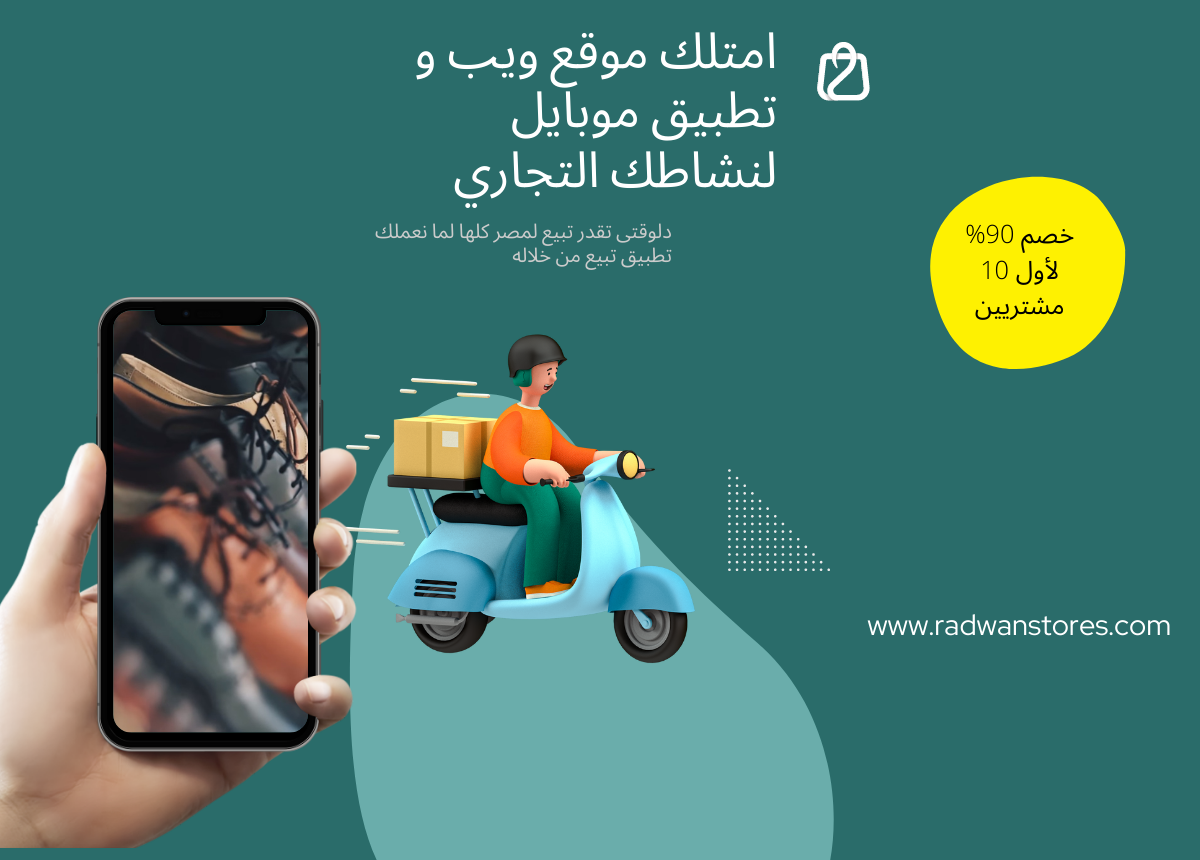 امتلك موقع ويب و
تطبيق موبايل
لنشاطك التجاري
دلوقتى تقدر تبيع لمصر كلها لما نعملك
تطبيق تبيع من خلاله
خصم 90%
لأول 10
مشتريين
www.radwanstores.com